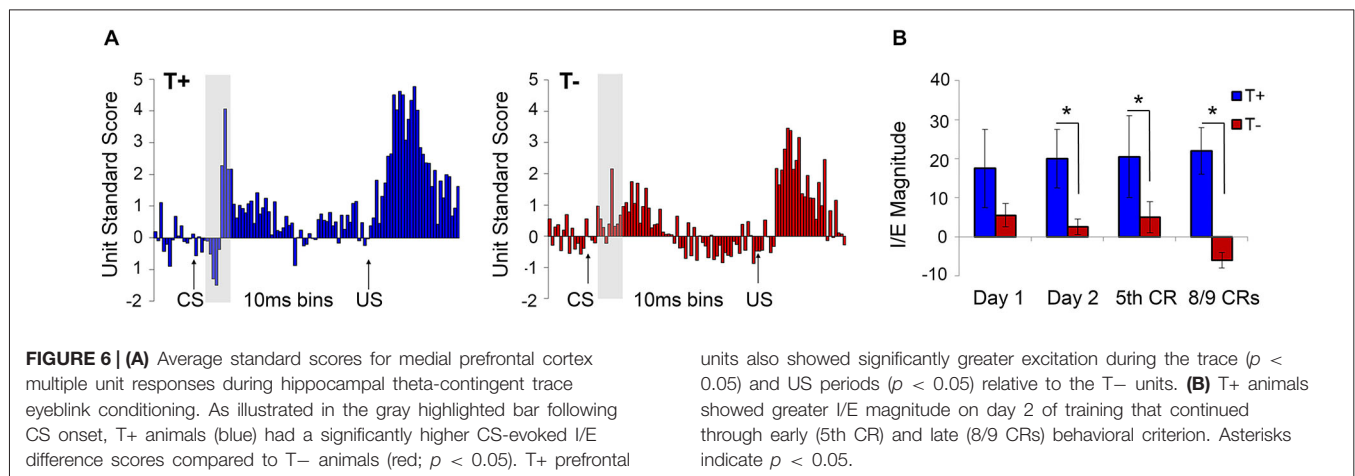 A
B
T+
T-
Unit Standard Score
5
4
3
2
1
0
-1
-2
CS
10ms bins
US
Unit Standard Score
5
4
3
2
1
0
-1
-2
CS
10ms bins
US
I/E Magnitude
40
30
20
10
0
-10
T+
T-
*
*
*
Day 1
Day 2
5th CR
8/9 CRs
FIGURE 6 | (A) Average standard scores for medial prefrontal cortex
multiple unit responses during hippocampal theta-contingent trace
eyeblink conditioning. As illustrated in the gray highlighted bar following
CS onset, T+ animals (blue) had a significantly higher CS-evoked I/E
difference scores compared to T− animals (red; p < 0.05). T+ prefrontal
units also showed significantly greater excitation during the trace (p <
0.05) and US periods (p < 0.05) relative to the T− units. (B) T+ animals
showed greater I/E magnitude on day 2 of training that continued
through early (5th CR) and late (8/9 CRs) behavioral criterion. Asterisks
indicate p < 0.05.